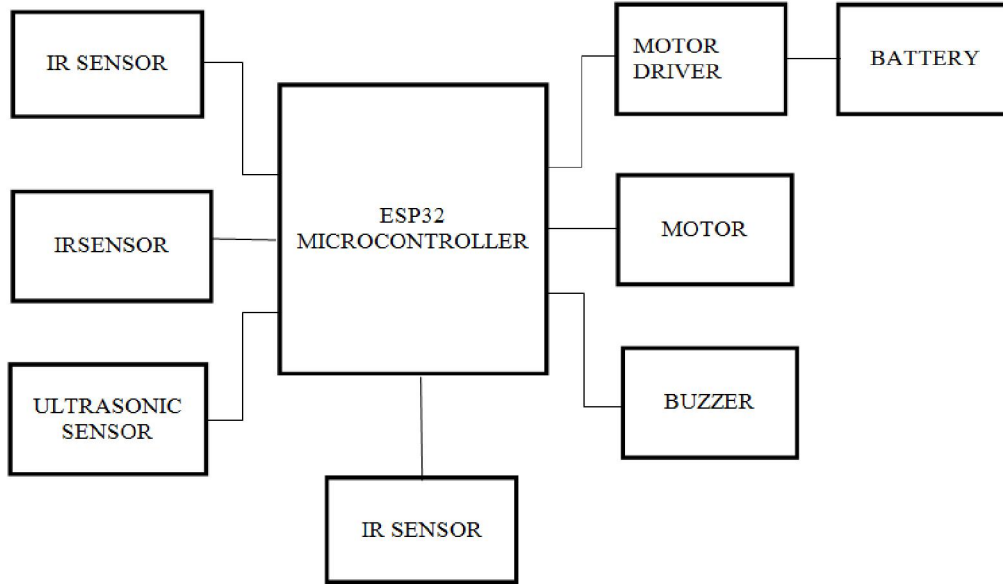 IR SENSOR
MOTOR
DRIVER
BATTERY
ESP32
MICROCONTROLLER
IRSENSOR
MOTOR
ULTRASONIC
SENSOR
BUZZER
IR SENSOR